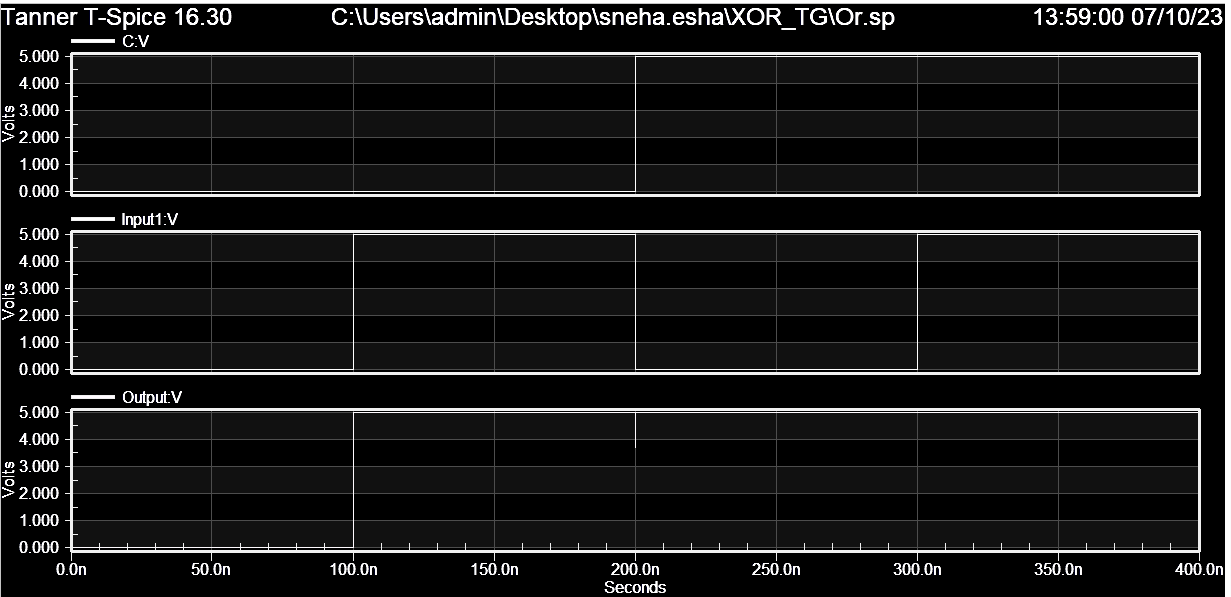 Tanner T-Spice 16.30 C:\Users\admin\Desktop\sneha.esha\XOR_TG\Or.sp 13:59:00 07/10/23
C:V
5.000
4.000
3.000
2.000
1.000
0.000
Volts
Input1:V
5.000
4.000
3.000
2.000
1.000
0.000
Volts
Output:V
5.000
4.000
3.000
2.000
1.000
0.000
Volts
0.0n 50.0n 100.0n 150.0n 200.0n 250.0n 300.0n 350.0n 400.0n
Seconds